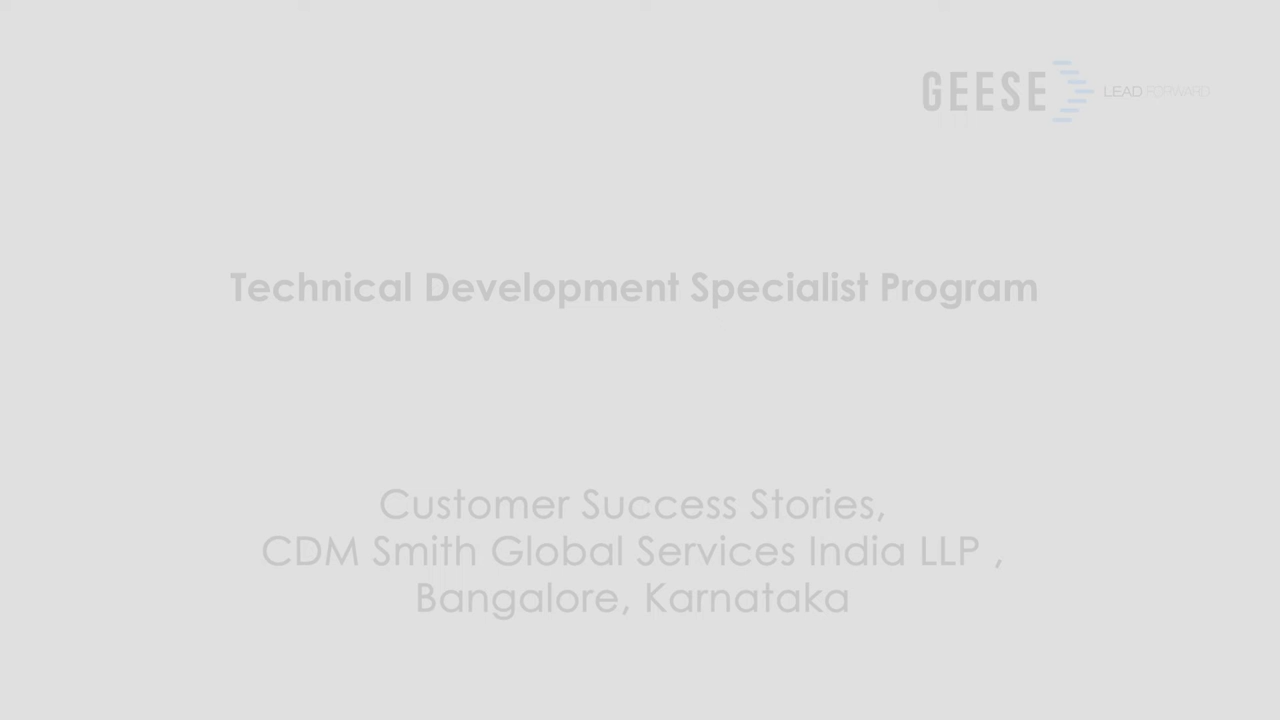 GEESE LEAD FORWARD
Technical Development Specialist Program
Customer Success Stories,
CDM Smith Global Services India LLP ,
Bangalore, Karnataka